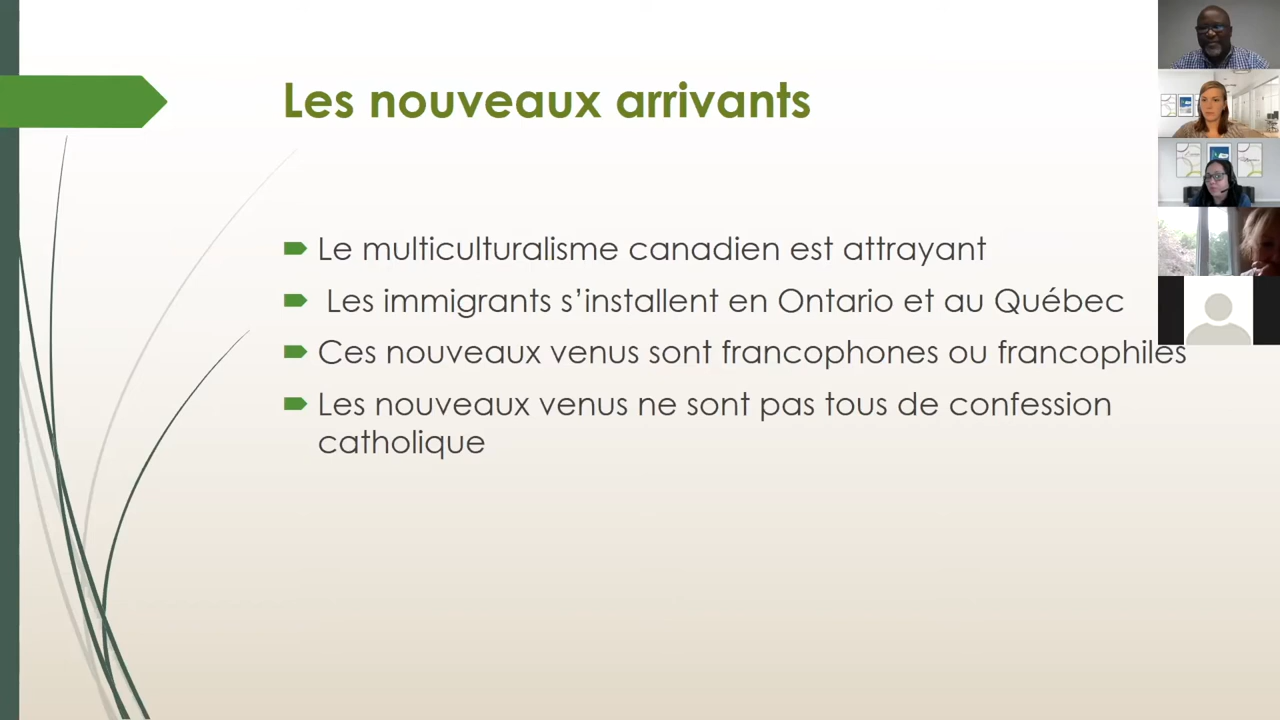 Les nouveaux arrivants
Le multiculturalisme canadien est attrayant
Les immigrants s’installent en Ontario et au Québec
Ces nouveaux venus sont francophones ou francophiles
Les nouveaux venus ne sont pas tous de confession
catholique